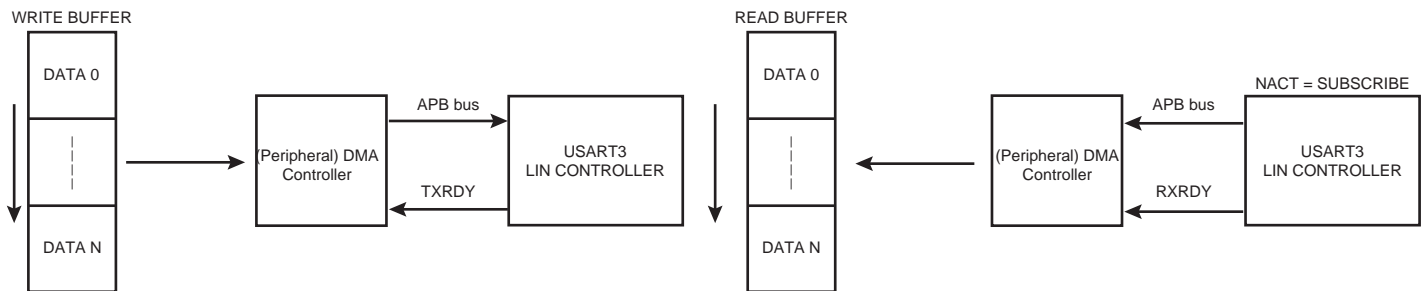 WRITE BUFFER
DATA 0
DATA N
(Peripheral) DMA
Controller
APB bus
TXRDY
USART3
LIN CONTROLLER
READ BUFFER
DATA 0
DATA N
(Peripheral) DMA
Controller
APB bus
RXRDY
NACT = SUBSCRIBE
USART3
LIN CONTROLLER